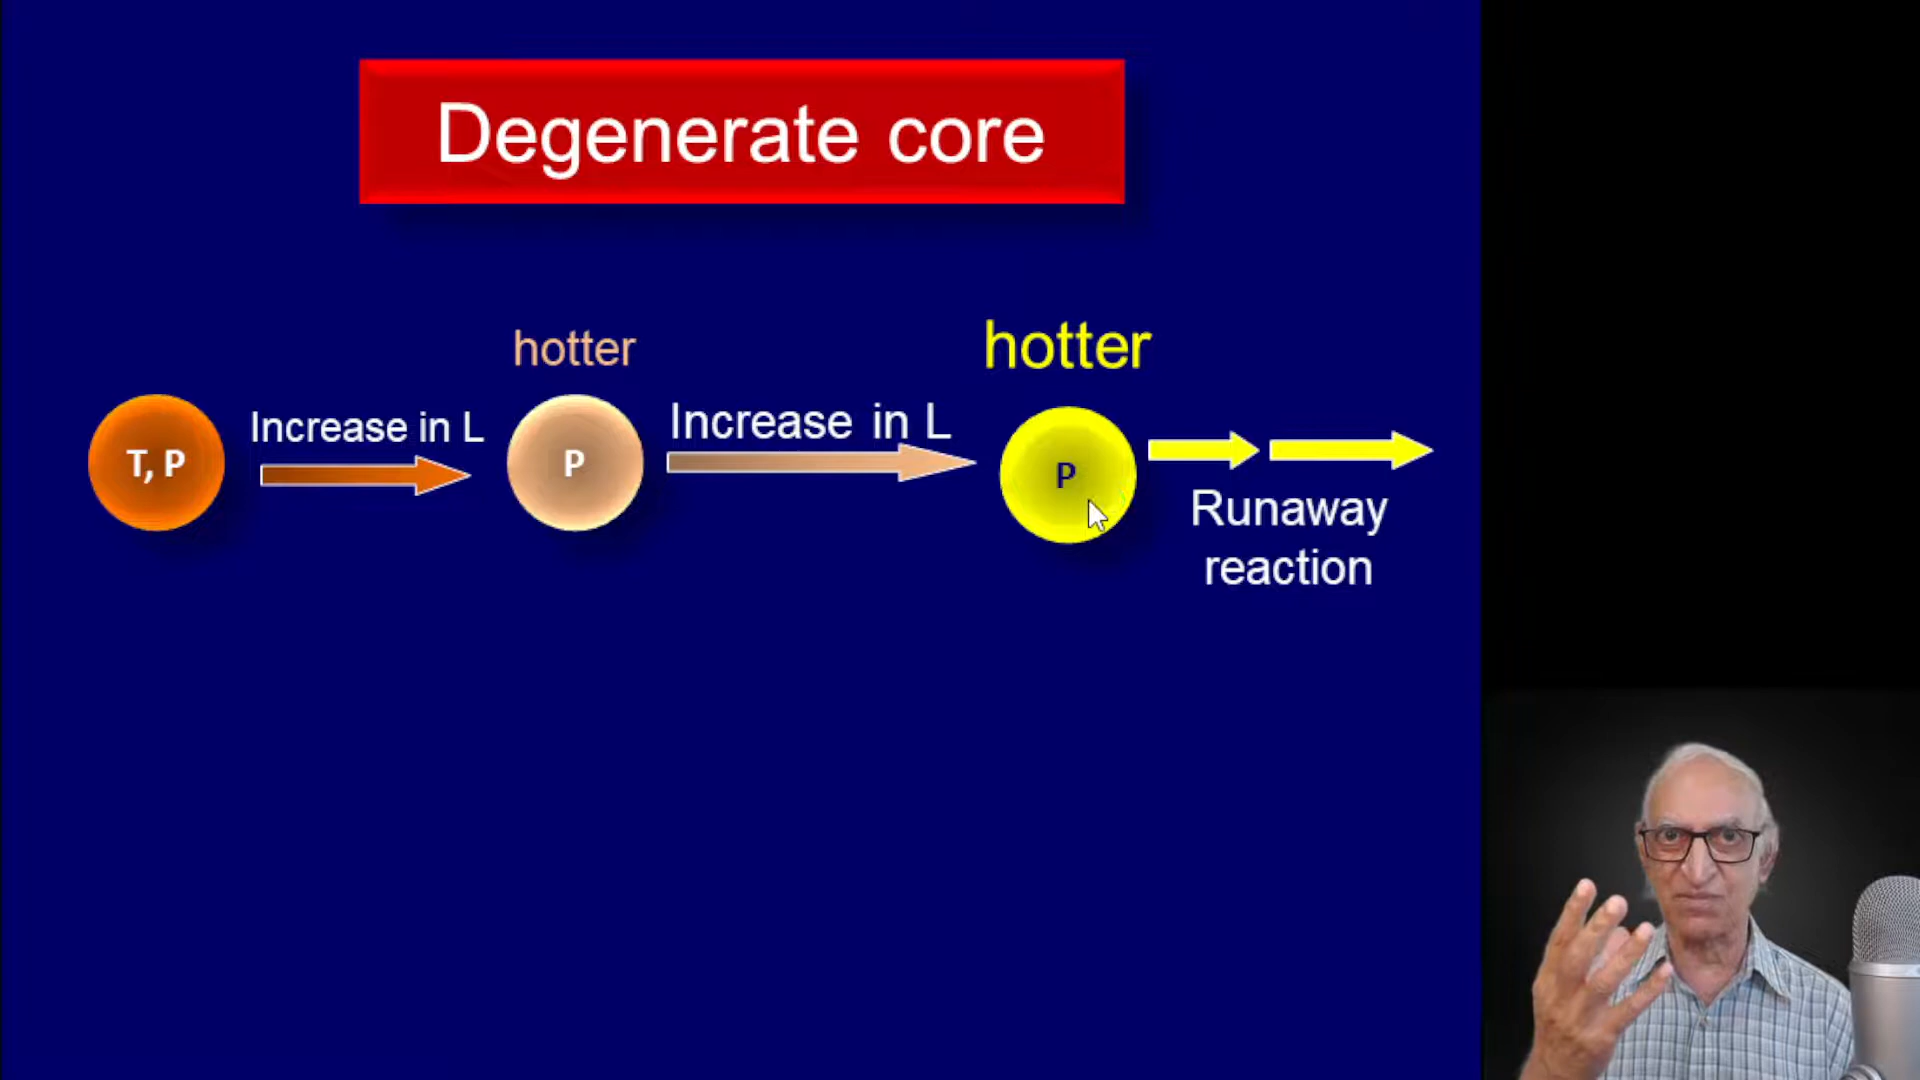 Degenerate core
hotter
hotter
T, P
Increase in L
P
Increase in L
P
Runaway
reaction